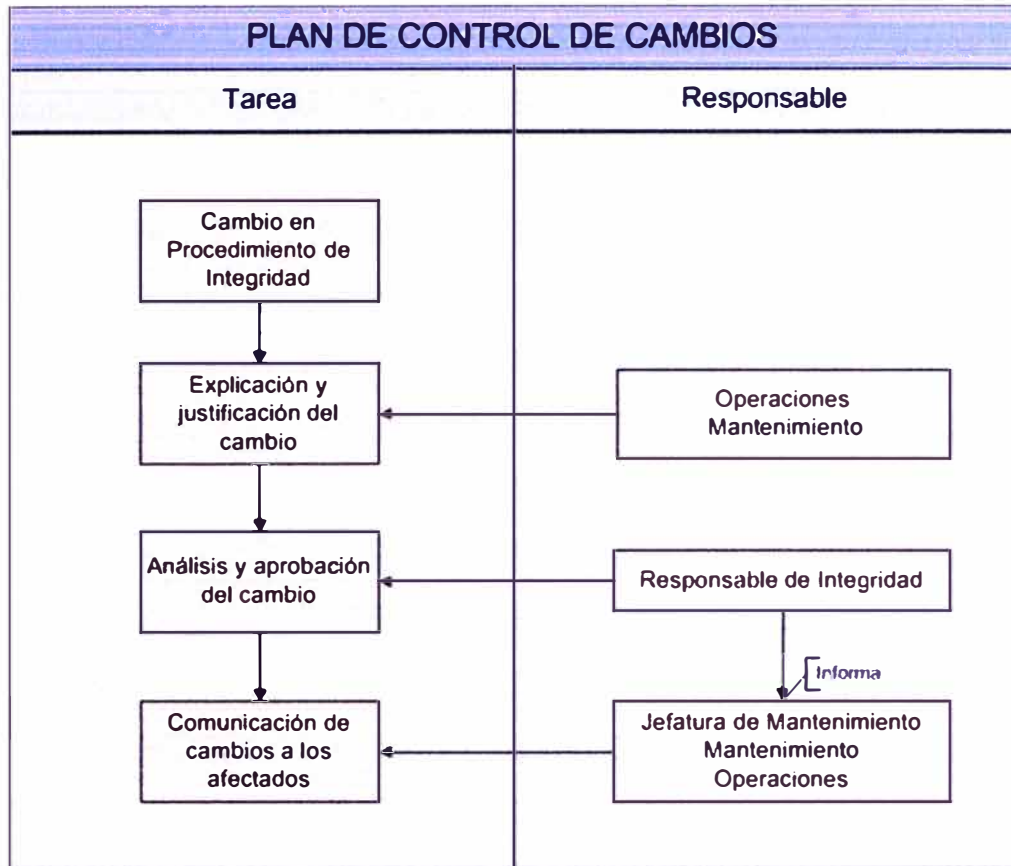 PLAN DE CONTROL DE CAMBIOS
Tarea
Responsable
Cambio en
Procedimiento de
Integridad
Explicación y
justificación del
cambio
Operaciones
Mantenimiento
Análisis y aprobación
del cambio
Responsable de Integridad
Informa
Comunicación de
cambios a los
afectados
Jefatura de Mantenimiento
Mantenimiento
Operaciones